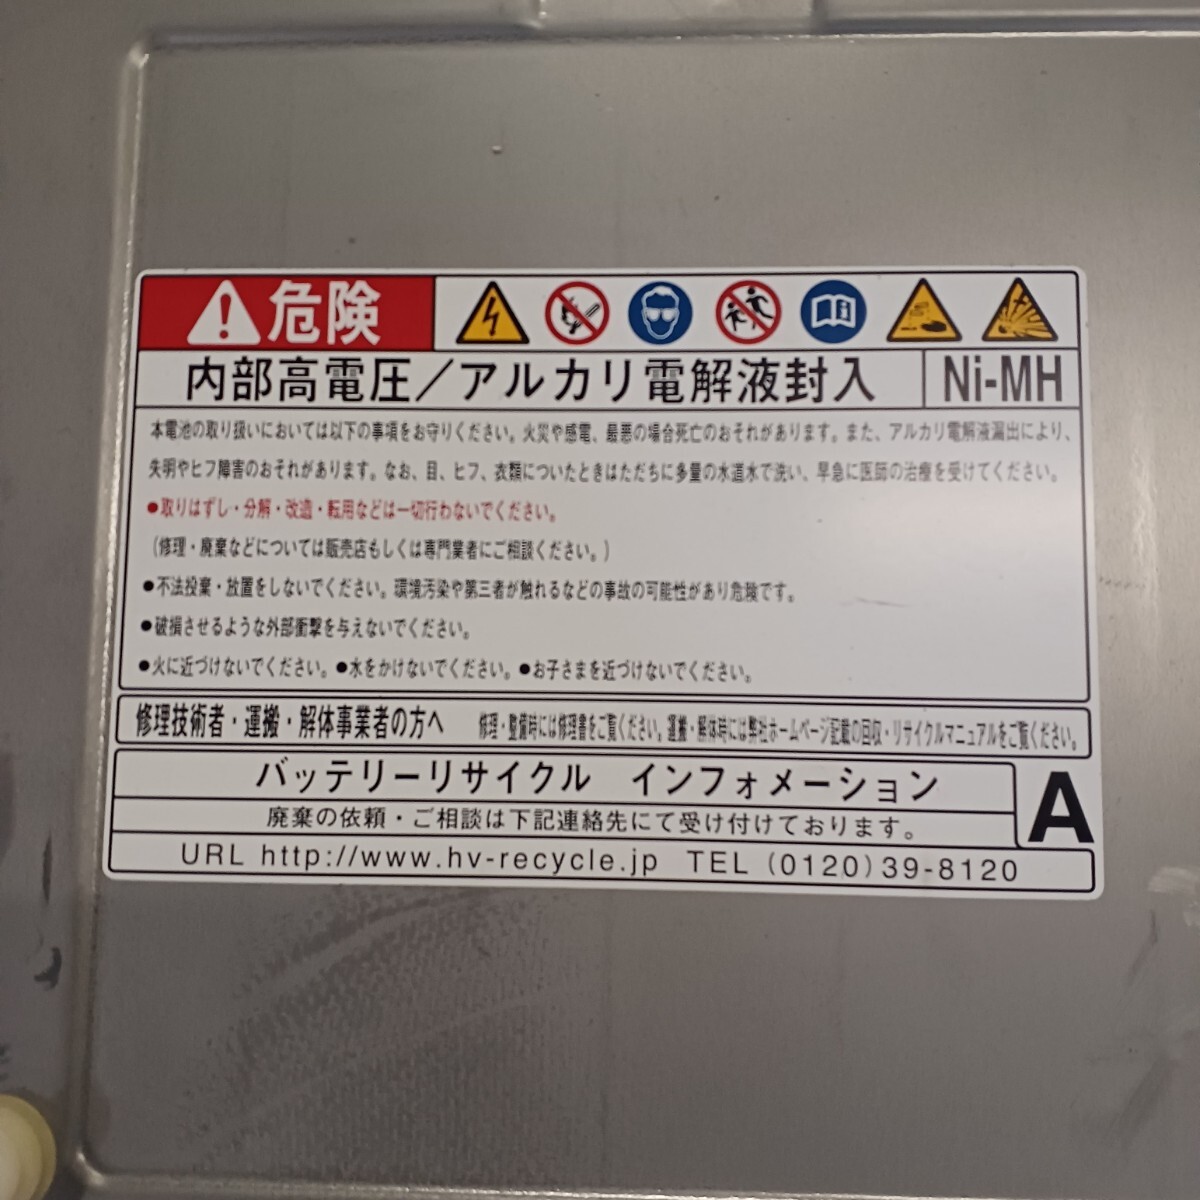 危険
内部高電圧／アルカリ電解液封入 Ni-MH
本電池の取り扱いにおいては以下の事項をお守りください。火災や感電、最悪の場合死亡のおそれがあります。また、アルカリ電解液漏出により、
失明やヒフ障害のおそれがあります。なお、目、ヒフ、衣類についたときはただちに多量の水道水で洗い、早急に医師の治療を受けてください。
●取りはずし・分解・改造・転用などは一切行わないでください。
（修理・廃棄などについては販売店もしくは専門業者にご相談ください。）
●不法投棄・放置をしないでください。環境汚染や第三者が触れるなどの事故の可能性があり危険です。
●破損させるような外部衝撃を与えないでください。
●火に近づけないでください。●水をかけないでください。●お子さまを近づけないでください。
修理技術者・運搬・解体事業者の方へ 修理・整備時には修理書をご覧ください。運搬・解体時には弊社ホームページ記載の回収・リサイクルマニュアルをご覧ください。
バッテリーリサイクル インフォメーション
廃棄の依頼・ご相談は下記連絡先にて受け付けております。
A
URL http://www.hv-recycle.jp TEL (0120)39-8120